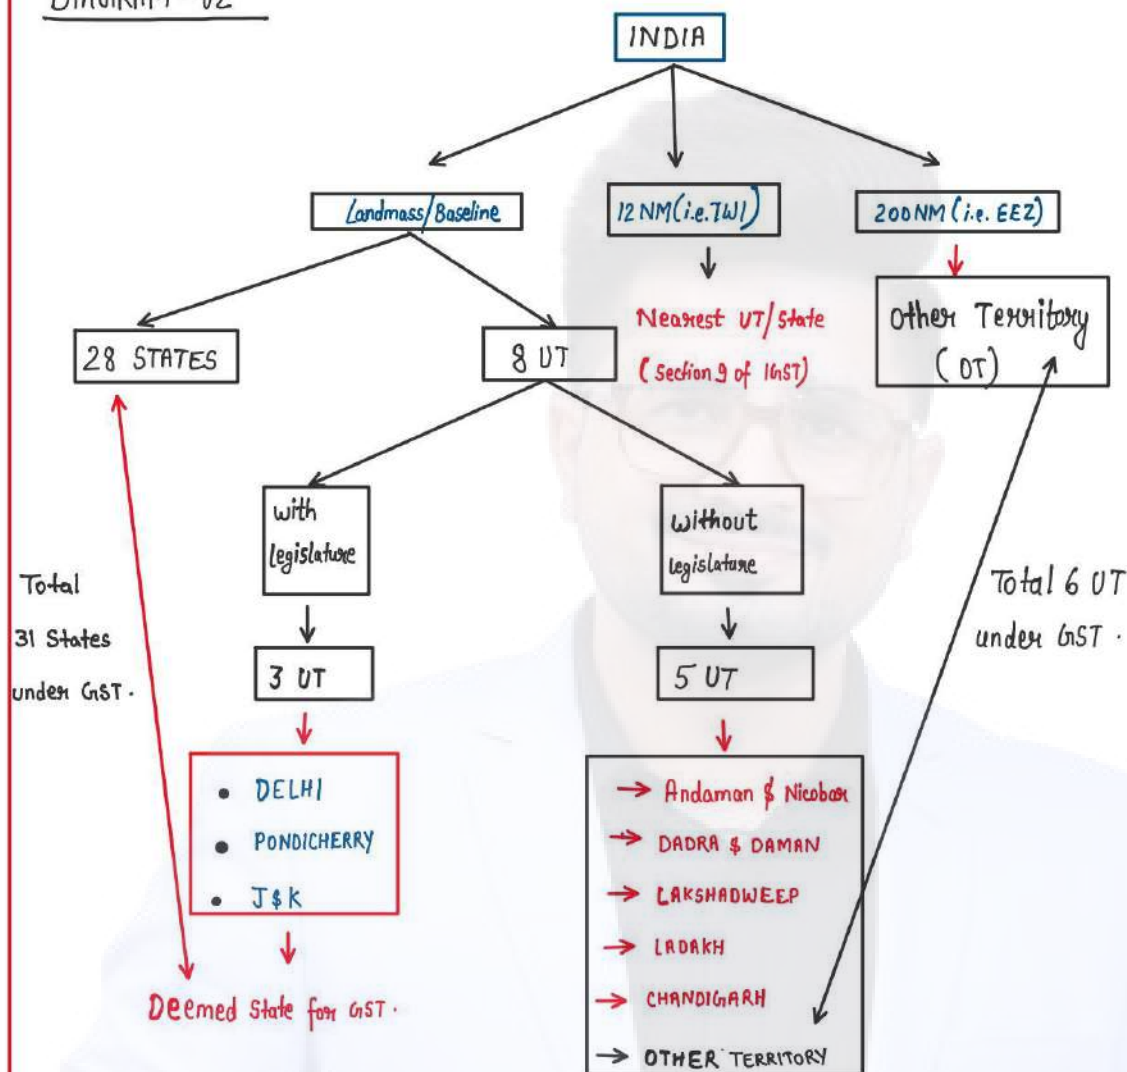 DIAGRAM - 02
INDIA
Landmass/Baseline
12 NM (i.e. TWI)
200 NM (i.e. EEZ)
28 STATES
8 UT
Nearest UT/State
(Section 9 of IGST)
Other Territory
(OT)
with
legislature
without
legislature
Total
31 States
under GST.
Total 6 UT
under GST.
3 UT
5 UT
• DELHI
• PONDICHERRY
• J$K
Deemed State for GST.
→ Andaman $ Nicobar
→ DADRA $ DAMAN
→ LAKSHADWEEP
→ LADAKH
→ CHANDIGARH
→ OTHER TERRITORY